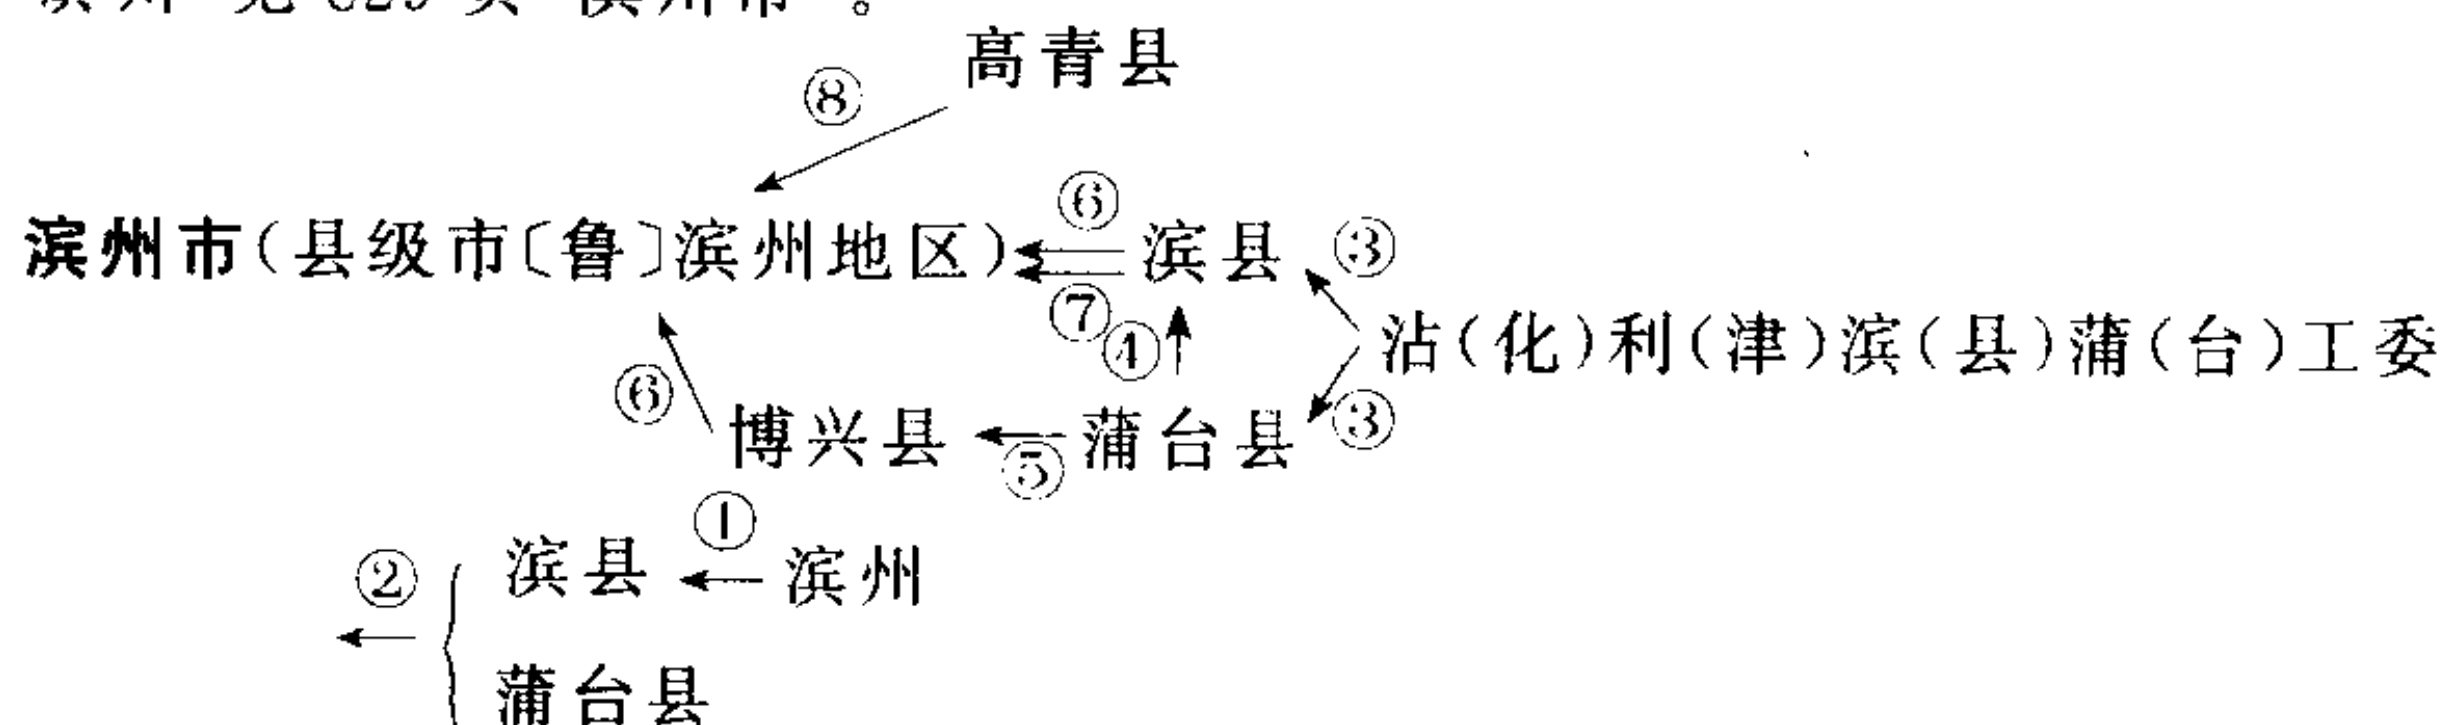 高青县
⑧
滨州市(县级市〔鲁〕滨州地区) ⑥ 滨县 ③
⑦ ④ 沾(化)利(津)滨(县)蒲(台)工委
⑥ 博兴县 ⑤ 蒲台县 ③
① 
② 滨县 滨州
蒲台县